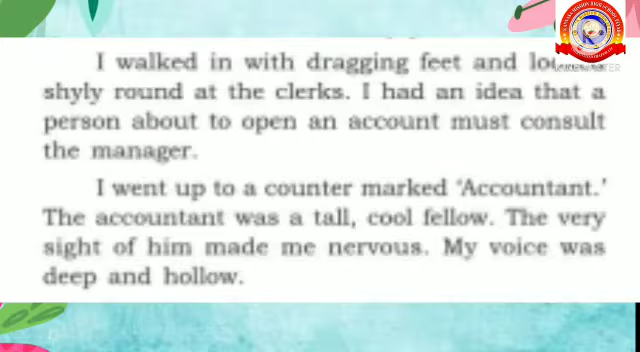 I walked in with dragging feet and
shyly round at the clerks. I had an idea that a
person about to open an account must consult
the manager.
I went up to a counter marked ‘Accountant.’
The accountant was a tall, cool fellow. The very
sight of him made me nervous. My voice was
deep and hollow.